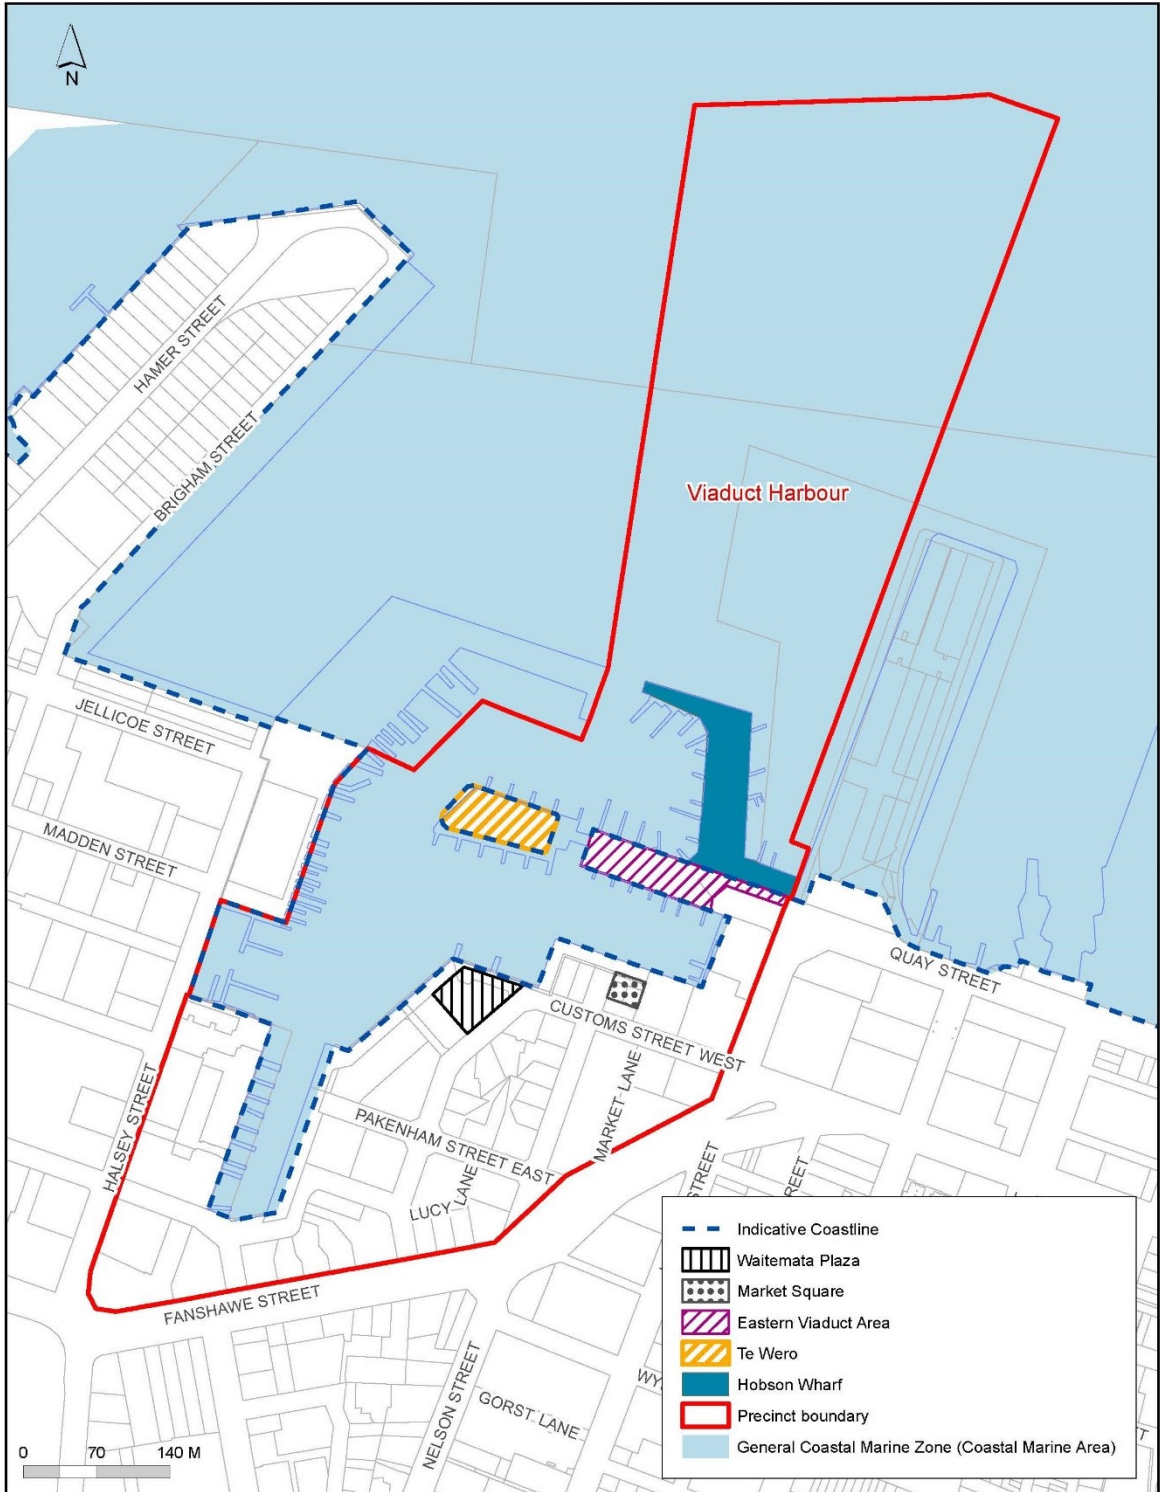 N
HAMER STREET
BRIGHAM STREET
Viaduct Harbour
JELLICOE STREET
MADDEN STREET
QUAY STREET
CUSTOMS STREET WEST
HALSEY STREET
MARKET LANE
PAKENHAM STREET EAST
LUCY LANE
STREET
FANSHAWE STREET
NELSON STREET
GORST LANE
WY
Indicative Coastline
Waitemata Plaza
Market Square
Eastern Viaduct Area
Te Wero
Hobson Wharf
Precinct boundary
General Coastal Marine Zone (Coastal Marine Area)
0 70 140 M